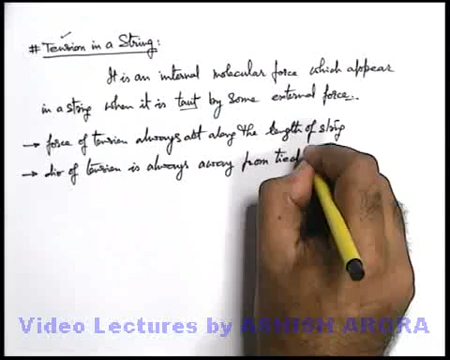 # Tension in a String:
It is an internal molecular force which appear
in a string when it is taut by some external force.
→ force of tension always act along the length of string
→ dir of tension is always away from tied
Video Lectures by ASHISH ARORA